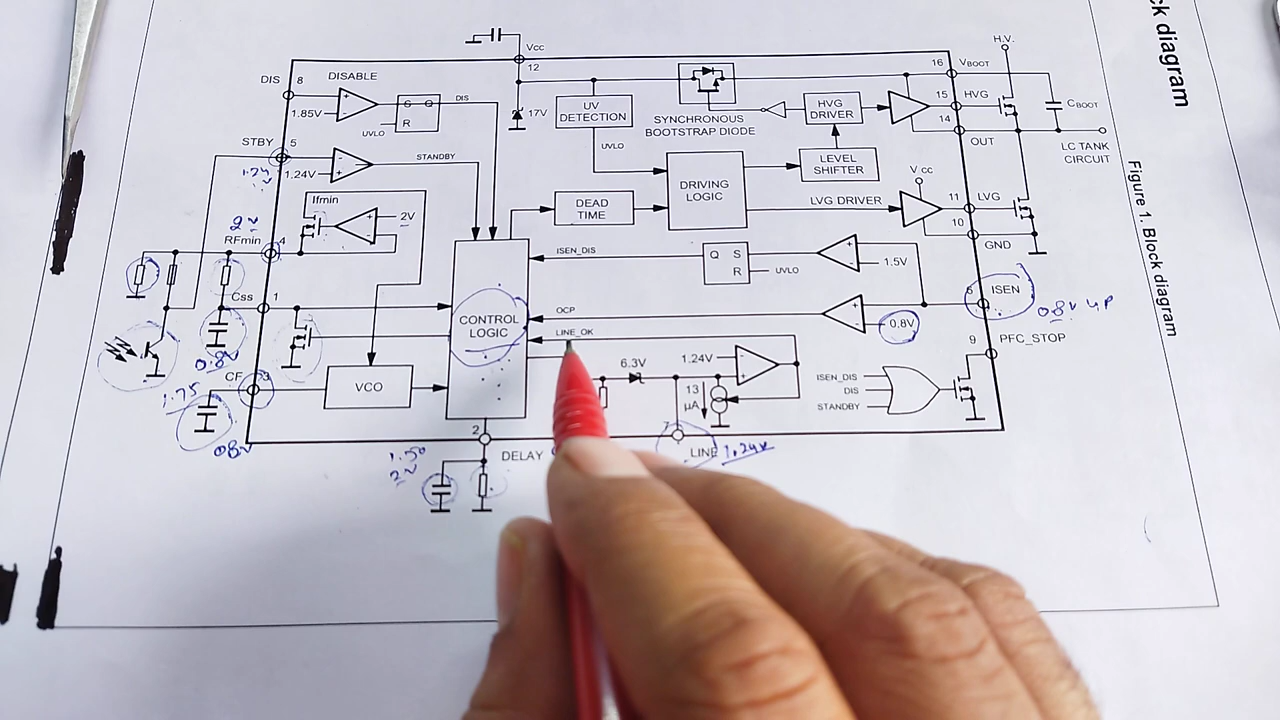 ck diagram
Figure 1. Block diagram
H.V.
Vcc
12
16
VBOOT
DIS
8
DISABLE
1.85V
S
Q
R
DIS
UVLO
17V
UV
DETECTION
SYNCHRONOUS
BOOTSTRAP DIODE
HVG
DRIVER
15
HVG
14
OUT
CBOOT
LC TANK
CIRCUIT
STBY
5
1.24V
STANDBY
UVLO
DRIVING
LOGIC
LEVEL
SHIFTER
V cc
LVG DRIVER
11
LVG
10
GND
Ifmin
2V
DEAD
TIME
RFmin
4
2V
ISEN_DIS
Q
S
R
UVLO
1.5V
ISEN
0.8V
Css
1
CONTROL
LOGIC
OCP
0.8V
LINE_OK
PFC_STOP
9
0.8V
6.3V
1.24V
ISEN_DIS
DIS
STANDBY
1.75
CF
VCO
13
µA
2
DELAY
7
LINE
1.24V